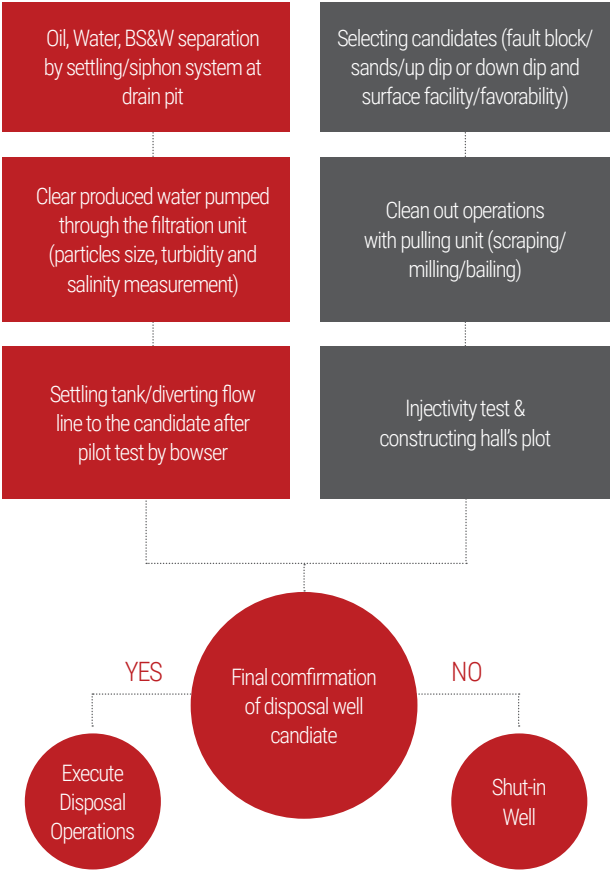 Oil, Water, BS&W separation
by settling/siphon system at
drain pit
Selecting candidates (fault block/
sands/up dip or down dip and
surface facility/favorability)
Clear produced water pumped
through the filtration unit
(particles size, turbidity and
salinity measurement)
Clean out operations
with pulling unit (scraping/
milling/bailing)
Settling tank/diverting flow
line to the candidate after
pilot test by bowser
Injectivity test &
constructing hall's plot
YES
Final comfirmation
of disposal well
candiate
NO
Execute
Disposal
Operations
Shut-in
Well